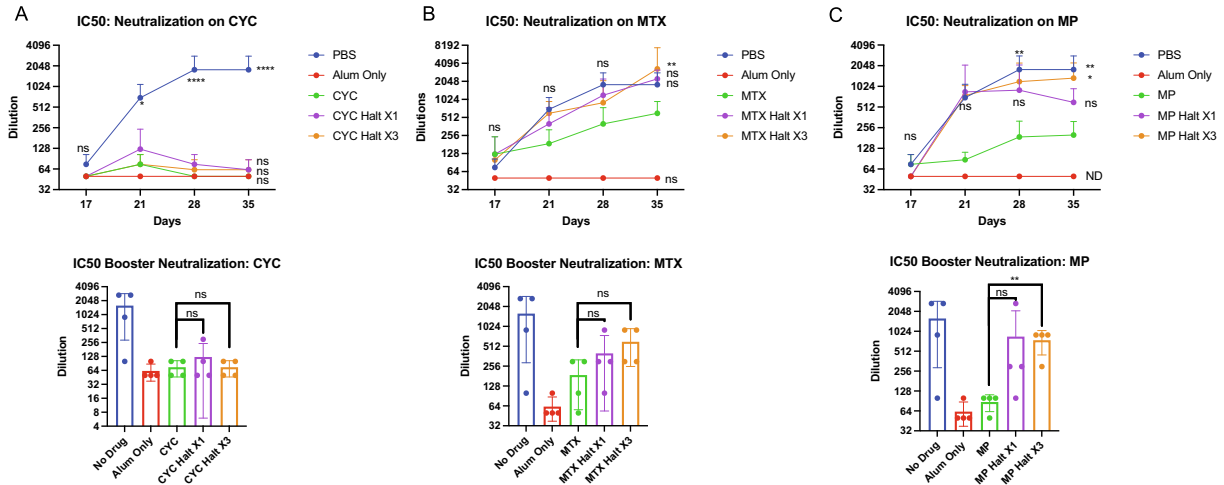 A
IC50: Neutralization on CYC
4096
2048
1024
512
256
128
64
32
Dilution
ns
*
****
****
ns
ns
ns
17
21
28
35
Days
PBS
Alum Only
CYC
CYC Halt X1
CYC Halt X3
B
IC50: Neutralization on MTX
8192
4096
2048
1024
512
256
128
64
32
Dilutions
ns
ns
ns
**
ns
ns
ns
17
21
28
35
Days
PBS
Alum Only
MTX
MTX Halt X1
MTX Halt X3
C
IC50: Neutralization on MP
4096
2048
1024
512
256
128
64
32
Dilution
ns
ns
**
ns
**
*
ns
ND
17
21
28
35
Days
PBS
Alum Only
MP
MP Halt X1
MP Halt X3
IC50 Booster Neutralization: CYC
4096
2048
1024
512
256
128
64
32
16
8
4
Dilution
ns
ns
No Drug
Alum Only
CYC
CYC Halt X1
CYC Halt X3
IC50 Booster Neutralization: MTX
4096
2048
1024
512
256
128
64
32
Dilution
ns
ns
No Drug
Alum Only
MTX
MTX Halt X1
MTX Halt X3
IC50 Booster Neutralization: MP
4096
2048
1024
512
256
128
64
32
Dilution
**
ns
No Drug
Alum Only
MP
MP Halt X1
MP Halt X3